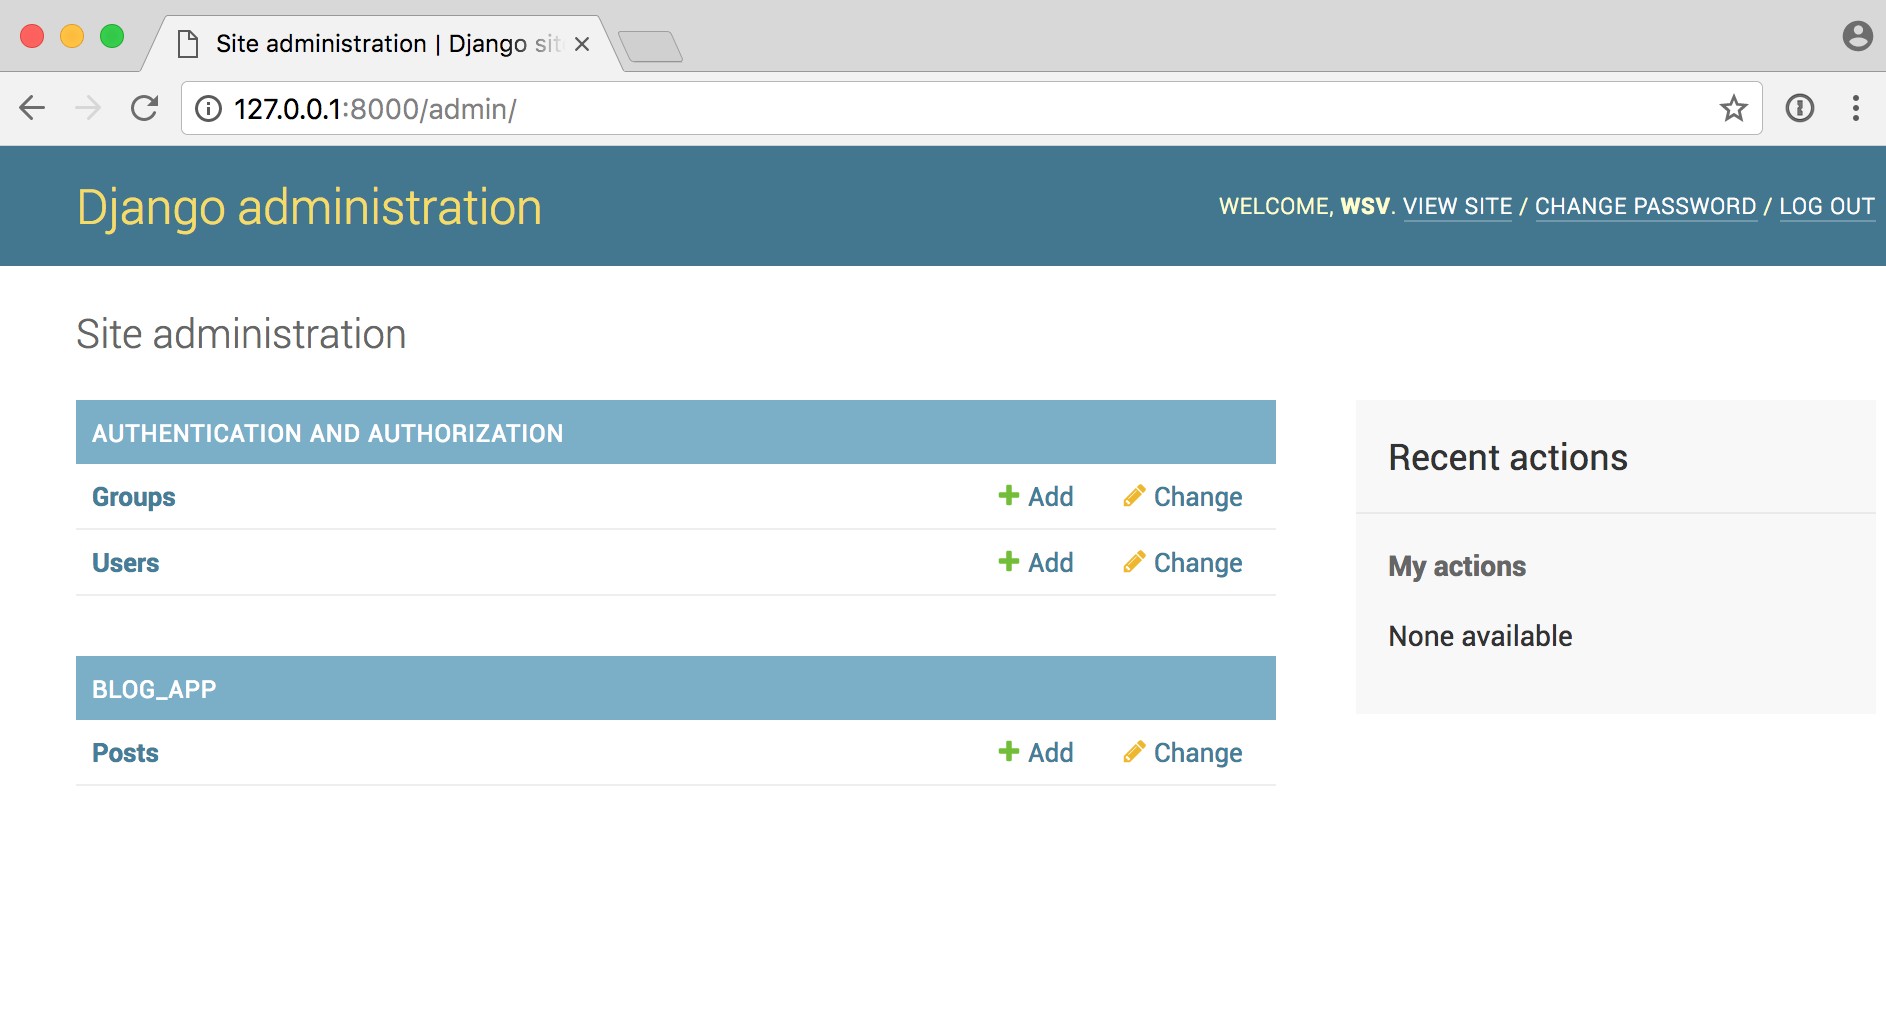 Site administration | Django sit
127.0.0.1:8000/admin/
Django administration
WELCOME, WSV. VIEW SITE / CHANGE PASSWORD / LOG OUT
Site administration
AUTHENTICATION AND AUTHORIZATION
Groups Add Change
Users Add Change
BLOG_APP
Posts Add Change
Recent actions
My actions
None available